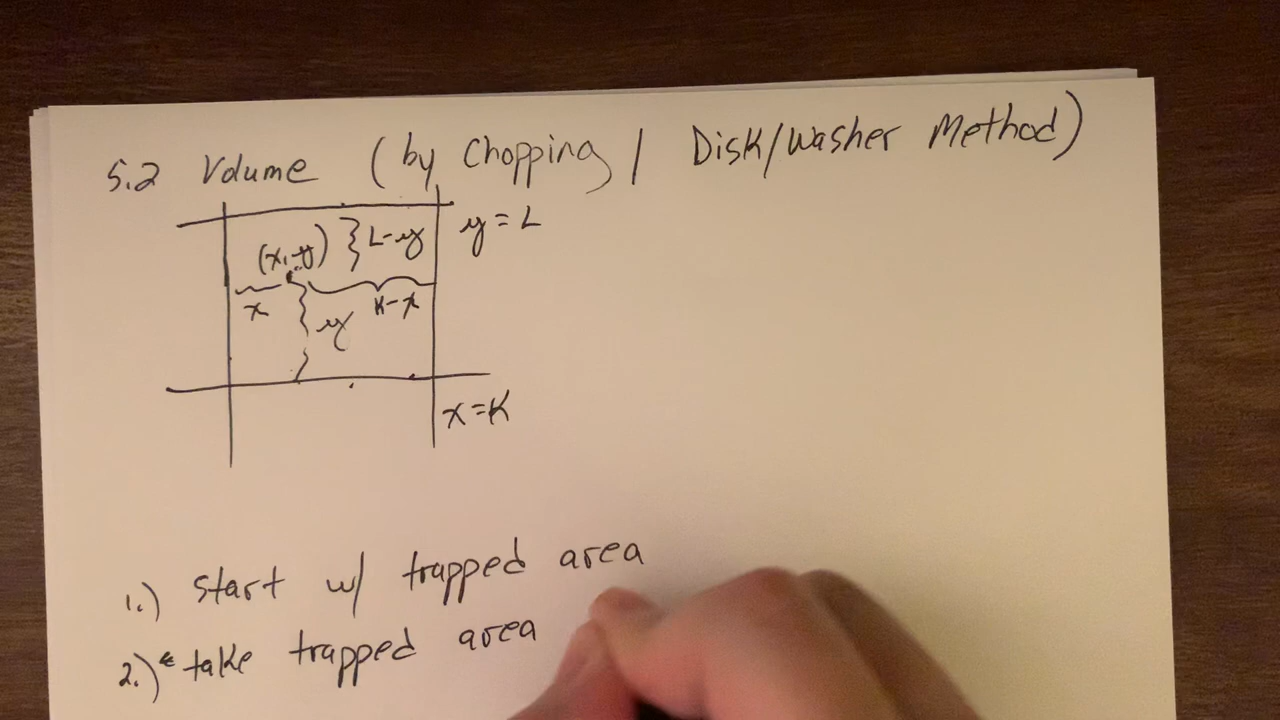 5.2 Volume (by Chopping / Disk/Washer Method)
(x,y) } L-y y = L
x K-x
y
x = K
1.) start w/ trapped area
2.) take trapped area